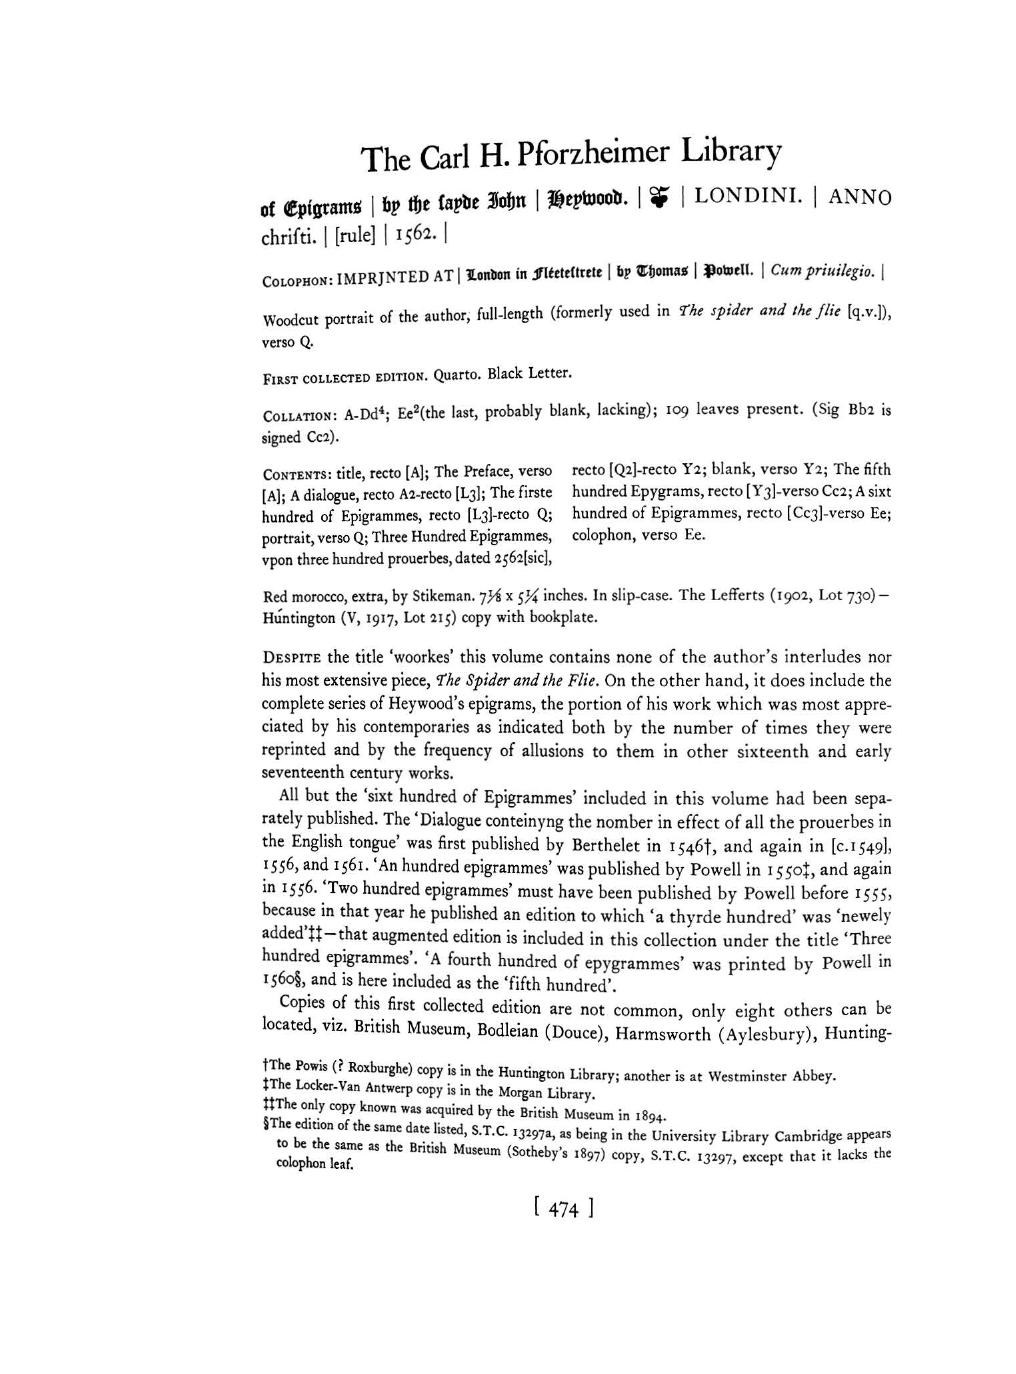 The Carl H. Pforzheimer Library
of Epigrams | by the ſayde John | Heywood. | ❦ | LONDINI. | ANNO
chriſti. | [rule] | 1562. |
COLOPHON: IMPRJNTED AT | London in Fléeteſtrete | by Thomas | Powell. | Cum priuilegio. |
Woodcut portrait of the author, full-length (formerly used in The spider and the flie [q.v.]),
verso Q.
FIRST COLLECTED EDITION. Quarto. Black Letter.
COLLATION: A-Dd⁴; Ee²(the last, probably blank, lacking); 109 leaves present. (Sig Bb2 is
signed Cc2).
CONTENTS: title, recto [A]; The Preface, verso
[A]; A dialogue, recto A2-recto [L3]; The firste
hundred of Epigrammes, recto [L3]-recto Q;
portrait, verso Q; Three Hundred Epigrammes,
vpon three hundred prouerbes, dated 2562[sic],
recto [Q2]-recto Y2; blank, verso Y2; The fifth
hundred Epygrams, recto [Y3]-verso Cc2; A sixt
hundred of Epigrammes, recto [Cc3]-verso Ee;
colophon, verso Ee.
Red morocco, extra, by Stikeman. 7⅛ x 5¼ inches. In slip-case. The Lefferts (1902, Lot 730) –
Huntington (V, 1917, Lot 215) copy with bookplate.
DESPITE the title 'woorkes' this volume contains none of the author's interludes nor
his most extensive piece, The Spider and the Flie. On the other hand, it does include the
complete series of Heywood's epigrams, the portion of his work which was most appre-
ciated by his contemporaries as indicated both by the number of times they were
reprinted and by the frequency of allusions to them in other sixteenth and early
seventeenth century works.
All but the 'sixt hundred of Epigrammes' included in this volume had been sepa-
rately published. The 'Dialogue conteinyng the nomber in effect of all the prouerbes in
the English tongue' was first published by Berthelet in 1546†, and again in [c.1549],
1556, and 1561. 'An hundred epigrammes' was published by Powell in 1550‡, and again
in 1556. 'Two hundred epigrammes' must have been published by Powell before 1555,
because in that year he published an edition to which 'a thyrde hundred' was 'newely
added'‡‡—that augmented edition is included in this collection under the title 'Three
hundred epigrammes'. 'A fourth hundred of epygrammes' was printed by Powell in
1560§, and is here included as the 'fifth hundred'.
Copies of this first collected edition are not common, only eight others can be
located, viz. British Museum, Bodleian (Douce), Harmsworth (Aylesbury), Hunting-
†The Powis (? Roxburghe) copy is in the Huntington Library; another is at Westminster Abbey.
‡The Locker-Van Antwerp copy is in the Morgan Library.
‡‡The only copy known was acquired by the British Museum in 1894.
§The edition of the same date listed, S.T.C. 13297a, as being in the University Library Cambridge appears
to be the same as the British Museum (Sotheby's 1897) copy, S.T.C. 13297, except that it lacks the
colophon leaf.
[ 474 ]